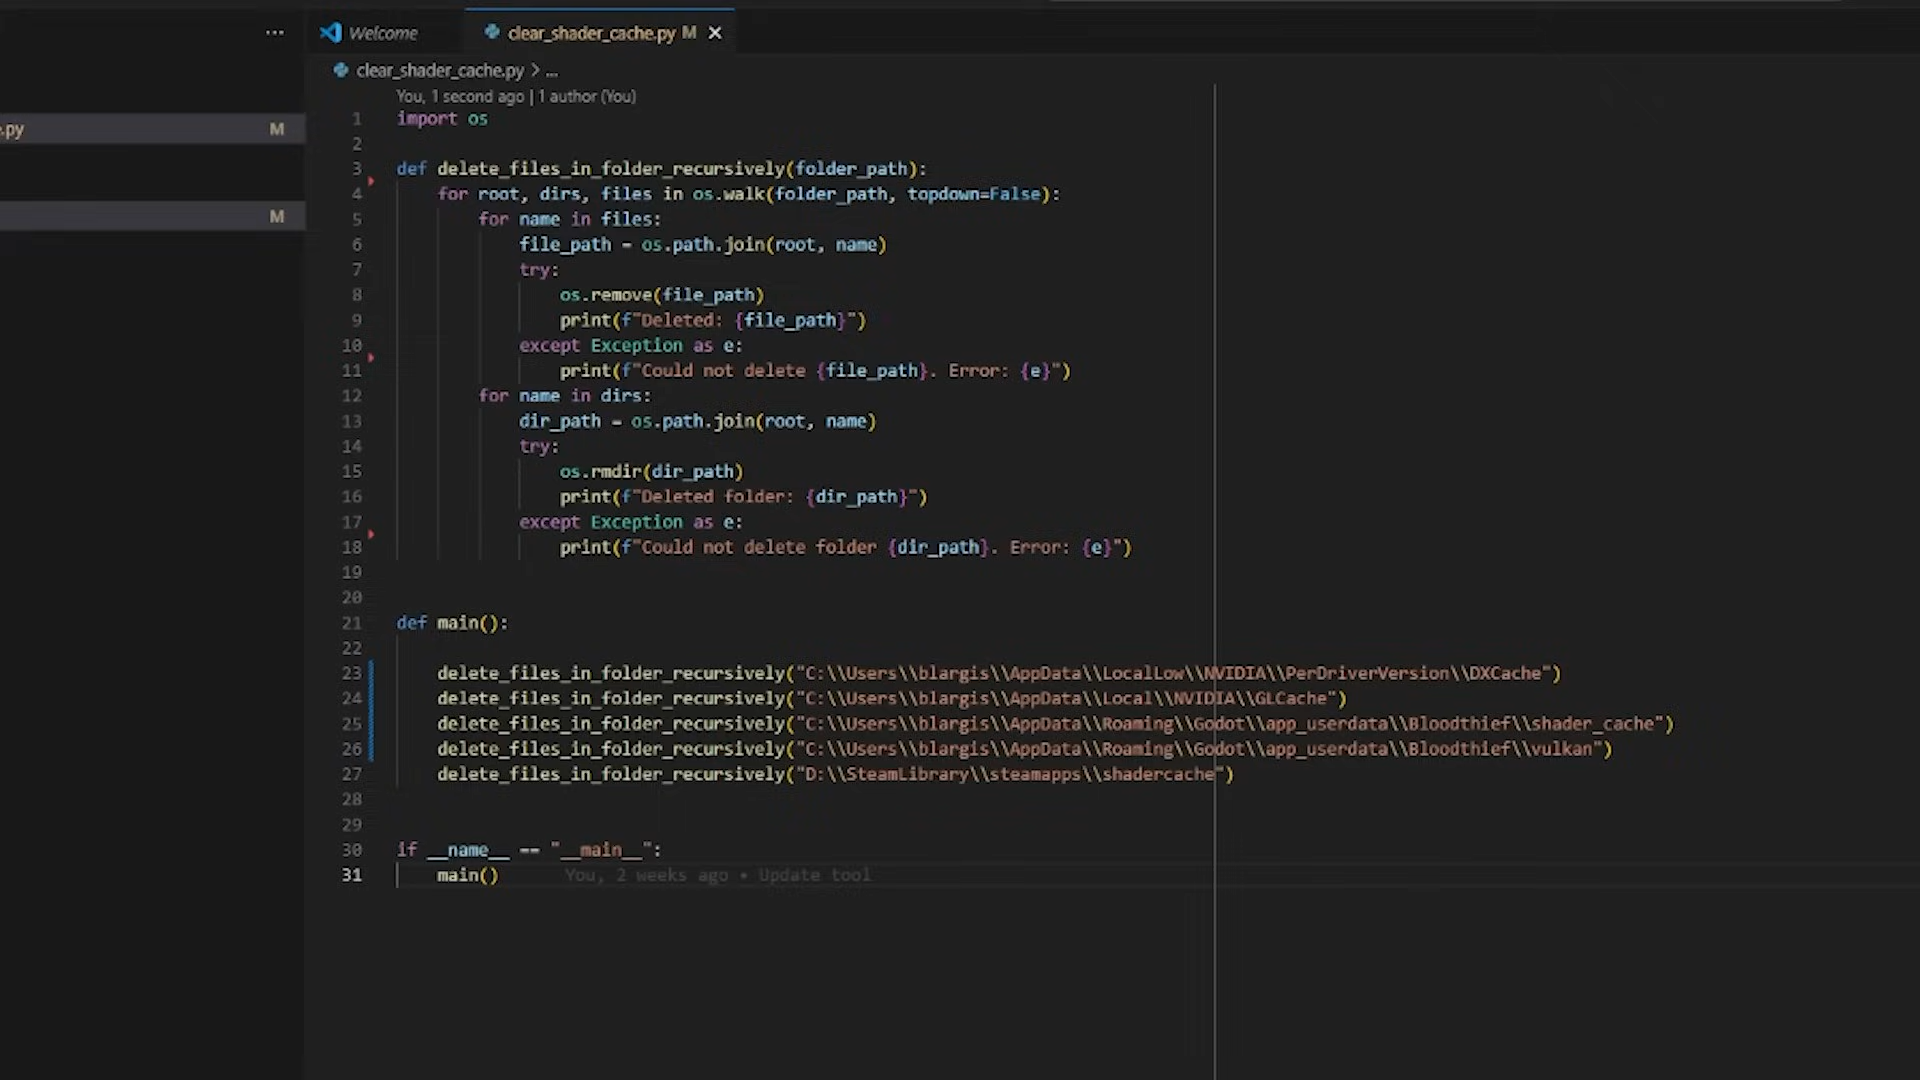 ... Welcome clear_shader_cache.py M ×
clear_shader_cache.py > ...
You, 1 second ago | 1 author (You)
.py M
M
1 import os
2
3 def delete_files_in_folder_recursively(folder_path):
4     for root, dirs, files in os.walk(folder_path, topdown=False):
5         for name in files:
6             file_path = os.path.join(root, name)
7             try:
8                 os.remove(file_path)
9                 print(f"Deleted: {file_path}")
10             except Exception as e:
11                 print(f"Could not delete {file_path}. Error: {e}")
12         for name in dirs:
13             dir_path = os.path.join(root, name)
14             try:
15                 os.rmdir(dir_path)
16                 print(f"Deleted folder: {dir_path}")
17             except Exception as e:
18                 print(f"Could not delete folder {dir_path}. Error: {e}")
19
20
21 def main():
22
23     delete_files_in_folder_recursively("C:\\Users\\blargis\\AppData\\LocalLow\\NVIDIA\\PerDriverVersion\\DXCache")
24     delete_files_in_folder_recursively("C:\\Users\\blargis\\AppData\\Local\\NVIDIA\\GLCache")
25     delete_files_in_folder_recursively("C:\\Users\\blargis\\AppData\\Roaming\\Godot\\app_userdata\\Bloodthief\\shader_cache")
26     delete_files_in_folder_recursively("C:\\Users\\blargis\\AppData\\Roaming\\Godot\\app_userdata\\Bloodthief\\vulkan")
27     delete_files_in_folder_recursively("D:\\SteamLibrary\\steamapps\\shadercache")
28
29
30 if __name__ == "__main__":
31     main() You, 2 weeks ago • Update tool